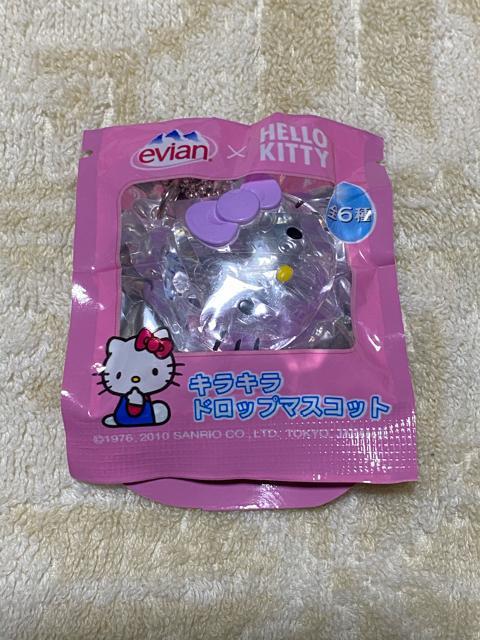 evian × HELLO KITTY
全6種
キラキラ
ドロップマスコット
©1976, 2010 SANRIO CO., LTD. TOKYO,